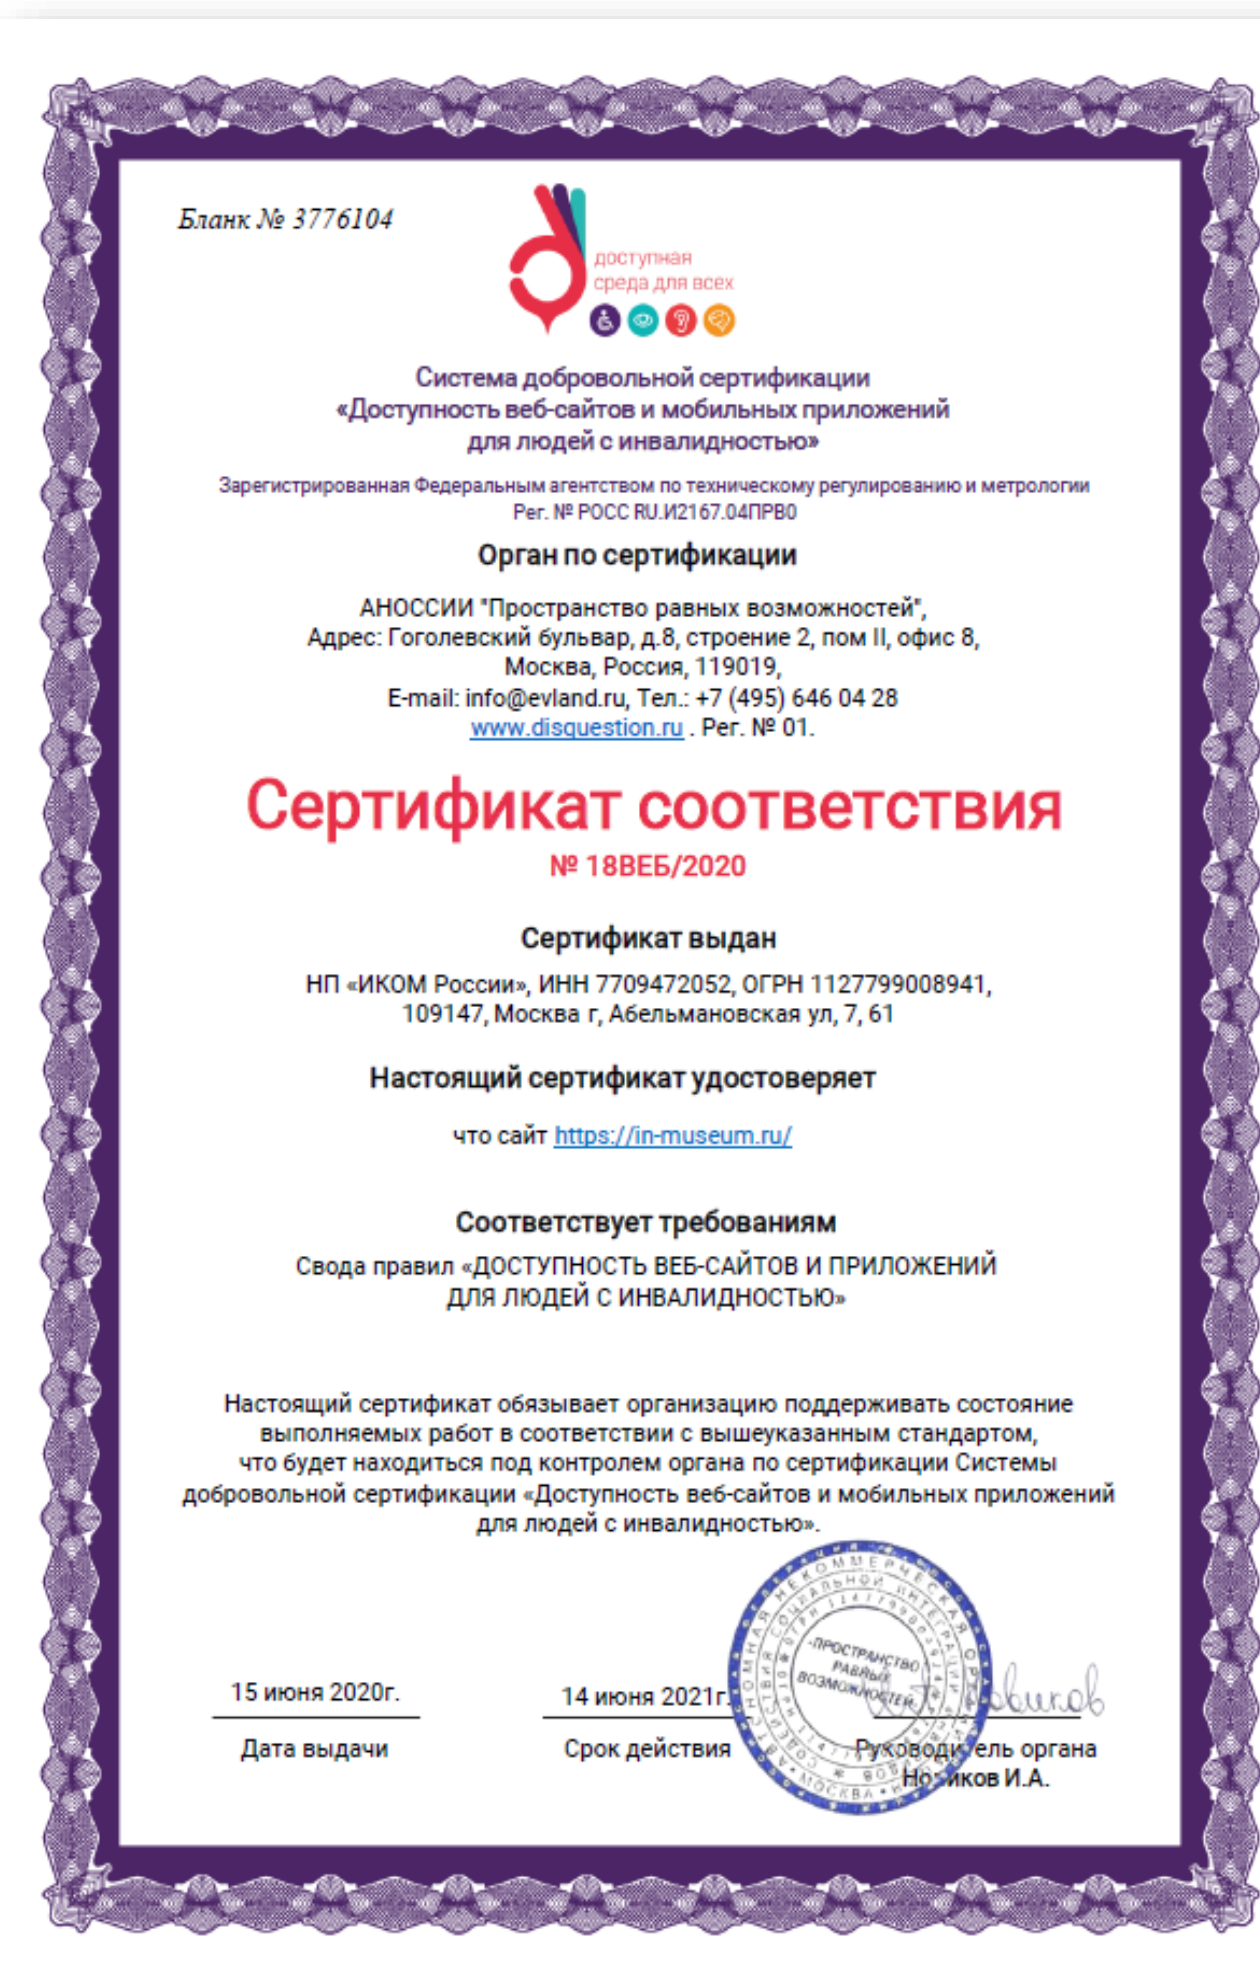 Бланк № 3776104
доступная
среда для всех
Система добровольной сертификации
«Доступность веб-сайтов и мобильных приложений
для людей с инвалидностью»
Зарегистрированная Федеральным агентством по техническому регулированию и метрологии
Рег. № РОСС RU.И2167.04ПРВ0
Орган по сертификации
АНОССИИ "Пространство равных возможностей",
Адрес: Гоголевский бульвар, д.8, строение 2, пом II, офис 8,
Москва, Россия, 119019,
E-mail: info@evland.ru, Тел.: +7 (495) 646 04 28
www.disquestion.ru . Рег. № 01.
Сертификат соответствия
№ 18ВЕБ/2020
Сертификат выдан
НП «ИКОМ России», ИНН 7709472052, ОГРН 1127799008941,
109147, Москва г, Абельмановская ул, 7, 61
Настоящий сертификат удостоверяет
что сайт https://in-museum.ru/
Соответствует требованиям
Свода правил «ДОСТУПНОСТЬ ВЕБ-САЙТОВ И ПРИЛОЖЕНИЙ
ДЛЯ ЛЮДЕЙ С ИНВАЛИДНОСТЬЮ»
Настоящий сертификат обязывает организацию поддерживать состояние
выполняемых работ в соответствии с вышеуказанным стандартом,
что будет находиться под контролем органа по сертификации Системы
добровольной сертификации «Доступность веб-сайтов и мобильных приложений
для людей с инвалидностью».
ПРОСТРАНСТВО
РАВНЫХ
ВОЗМОЖНОСТЕЙ
МОСКВА
15 июня 2020г.
14 июня 2021г.
Дата выдачи
Срок действия
Руководитель органа
Новиков И.А.